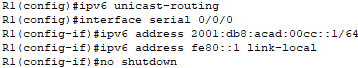 R1(config)#ipv6 unicast-routing
R1(config)#interface serial 0/0/0
R1(config-if)#ipv6 address 2001:db8:acad:00cc::1/64
R1(config-if)#ipv6 address fe80::1 link-local
R1(config-if)#no shutdown